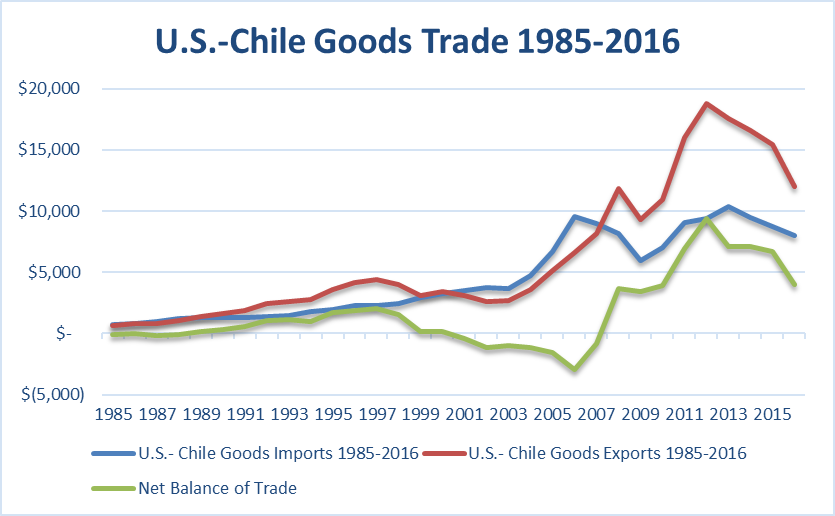 U.S.-Chile Goods Trade 1985-2016
$20,000
$15,000
$10,000
$5,000
$-
$(5,000)
1985 1987 1989 1991 1993 1995 1997 1999 2001 2003 2005 2007 2009 2011 2013 2015
U.S.- Chile Goods Imports 1985-2016 U.S.- Chile Goods Exports 1985-2016
Net Balance of Trade